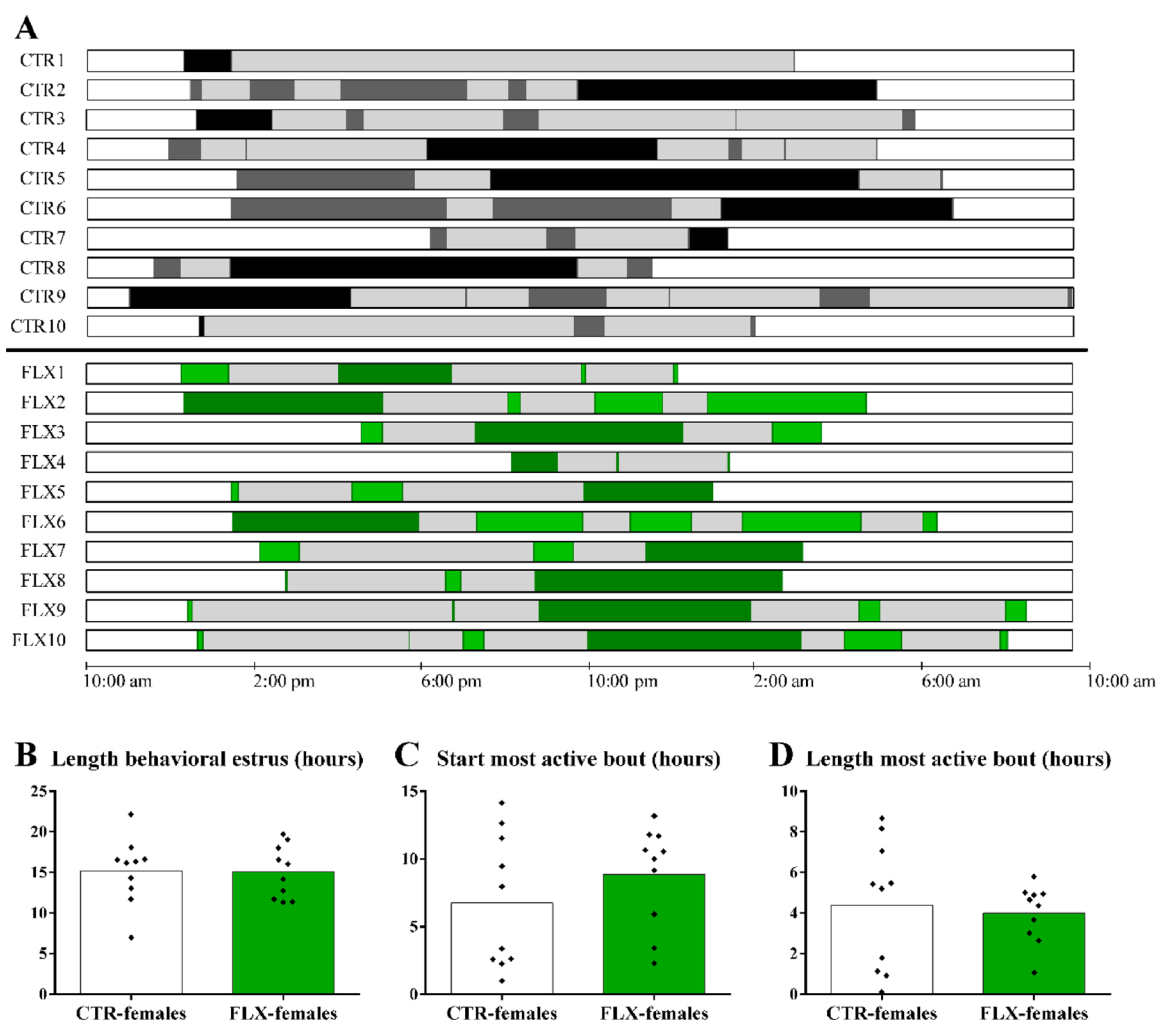 A
CTR1
CTR2
CTR3
CTR4
CTR5
CTR6
CTR7
CTR8
CTR9
CTR10
FLX1
FLX2
FLX3
FLX4
FLX5
FLX6
FLX7
FLX8
FLX9
FLX10
10:00 am 2:00 pm 6:00 pm 10:00 pm 2:00 am 6:00 am 10:00 am
B Length behavioral estrus (hours)
25
20
15
10
5
0
CTR-females FLX-females
C Start most active bout (hours)
15
10
5
0
CTR-females FLX-females
D Length most active bout (hours)
10
8
6
4
2
0
CTR-females FLX-females